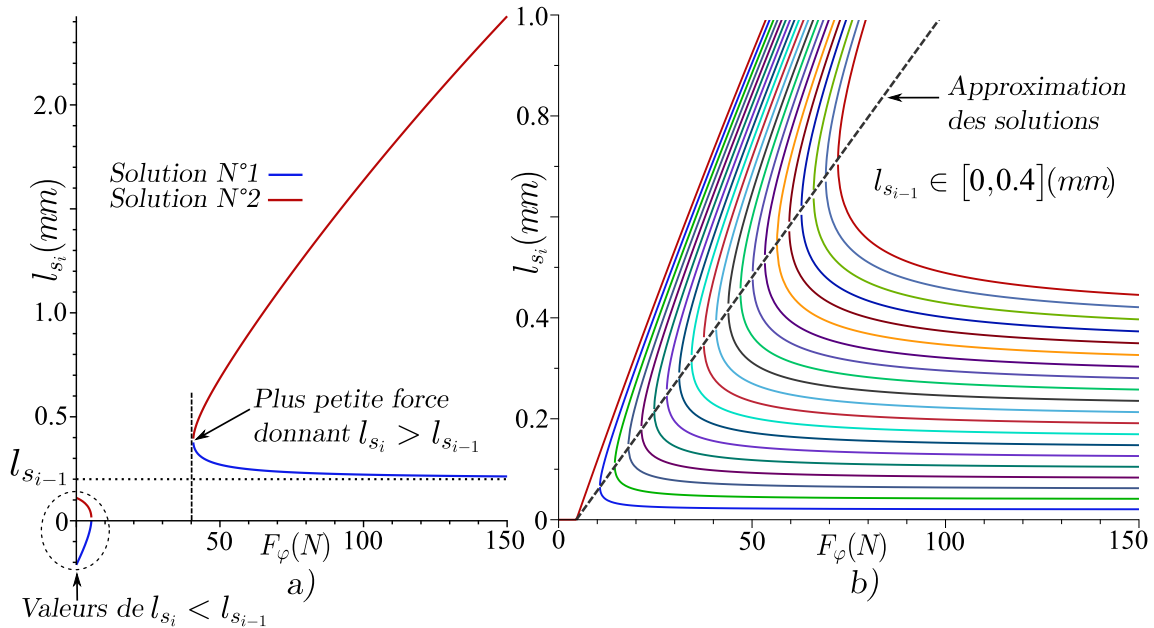 2.0
Solution N°1
Solution N°2
l_{s_i}(mm)
1.0
Plus petite force
donnant l_{s_i} > l_{s_{i-1}}
0.5
l_{s_{i-1}}
0
50
F_φ(N)
100
150
a)
Valeurs de l_{s_i} < l_{s_{i-1}}
1.0
Approximation
des solutions
0.8
l_{s_{i-1}} ∈ [0,0.4](mm)
0.6
l_{s_i}(mm)
0.4
0.2
0
0
50
F_φ(N)
100
150
b)